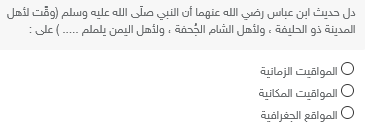 دل حديث ابن عباس رضي الله عنهما أن النبي صلّى الله عليه وسلم (وقّت لأهل
المدينة ذو الحليفة ، ولأهل الشام الجُحفة ، ولأهل اليمن يلملم ..... ) على :
المواقيت الزمانية
المواقيت المكانية
المواقع الجغرافية